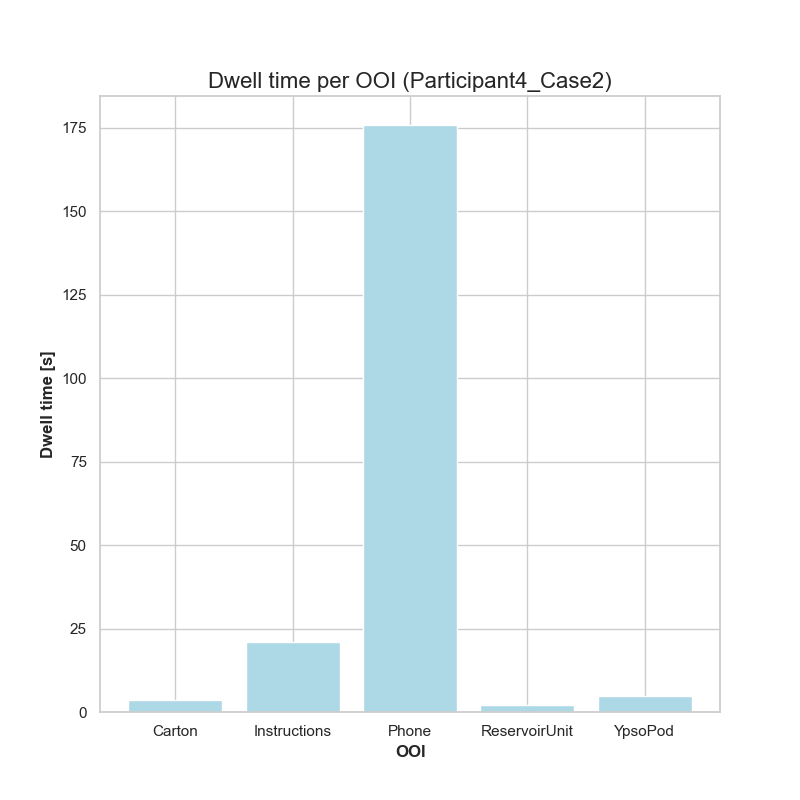 Dwell time per OOI (Participant4_Case2)
175
150
125
100
75
50
25
0
Dwell time [s]
Carton Instructions Phone ReservoirUnit YpsoPod
OOI